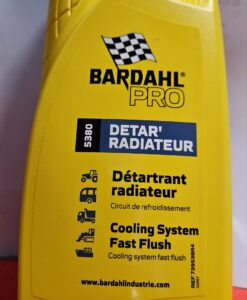 BARDAHL®
PRO
5380
DETAR'
RADIATEUR
Détartrant
radiateur
Circuit de refroidissement
Cooling System
Fast Flush
Cooling system fast flush
www.bardahlindustrie.com